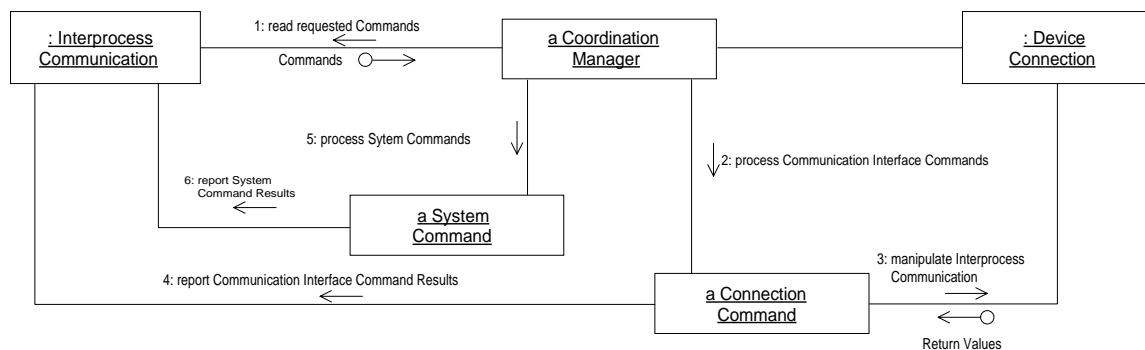 1: read requested Commands
: Interprocess
Communication
a Coordination
Manager
: Device
Connection
Commands
5: process Sytem Commands
2: process Communication Interface Commands
6: report System
Command Results
a System
Command
3: manipulate Interprocess
Communication
4: report Communication Interface Command Results
a Connection
Command
Return Values